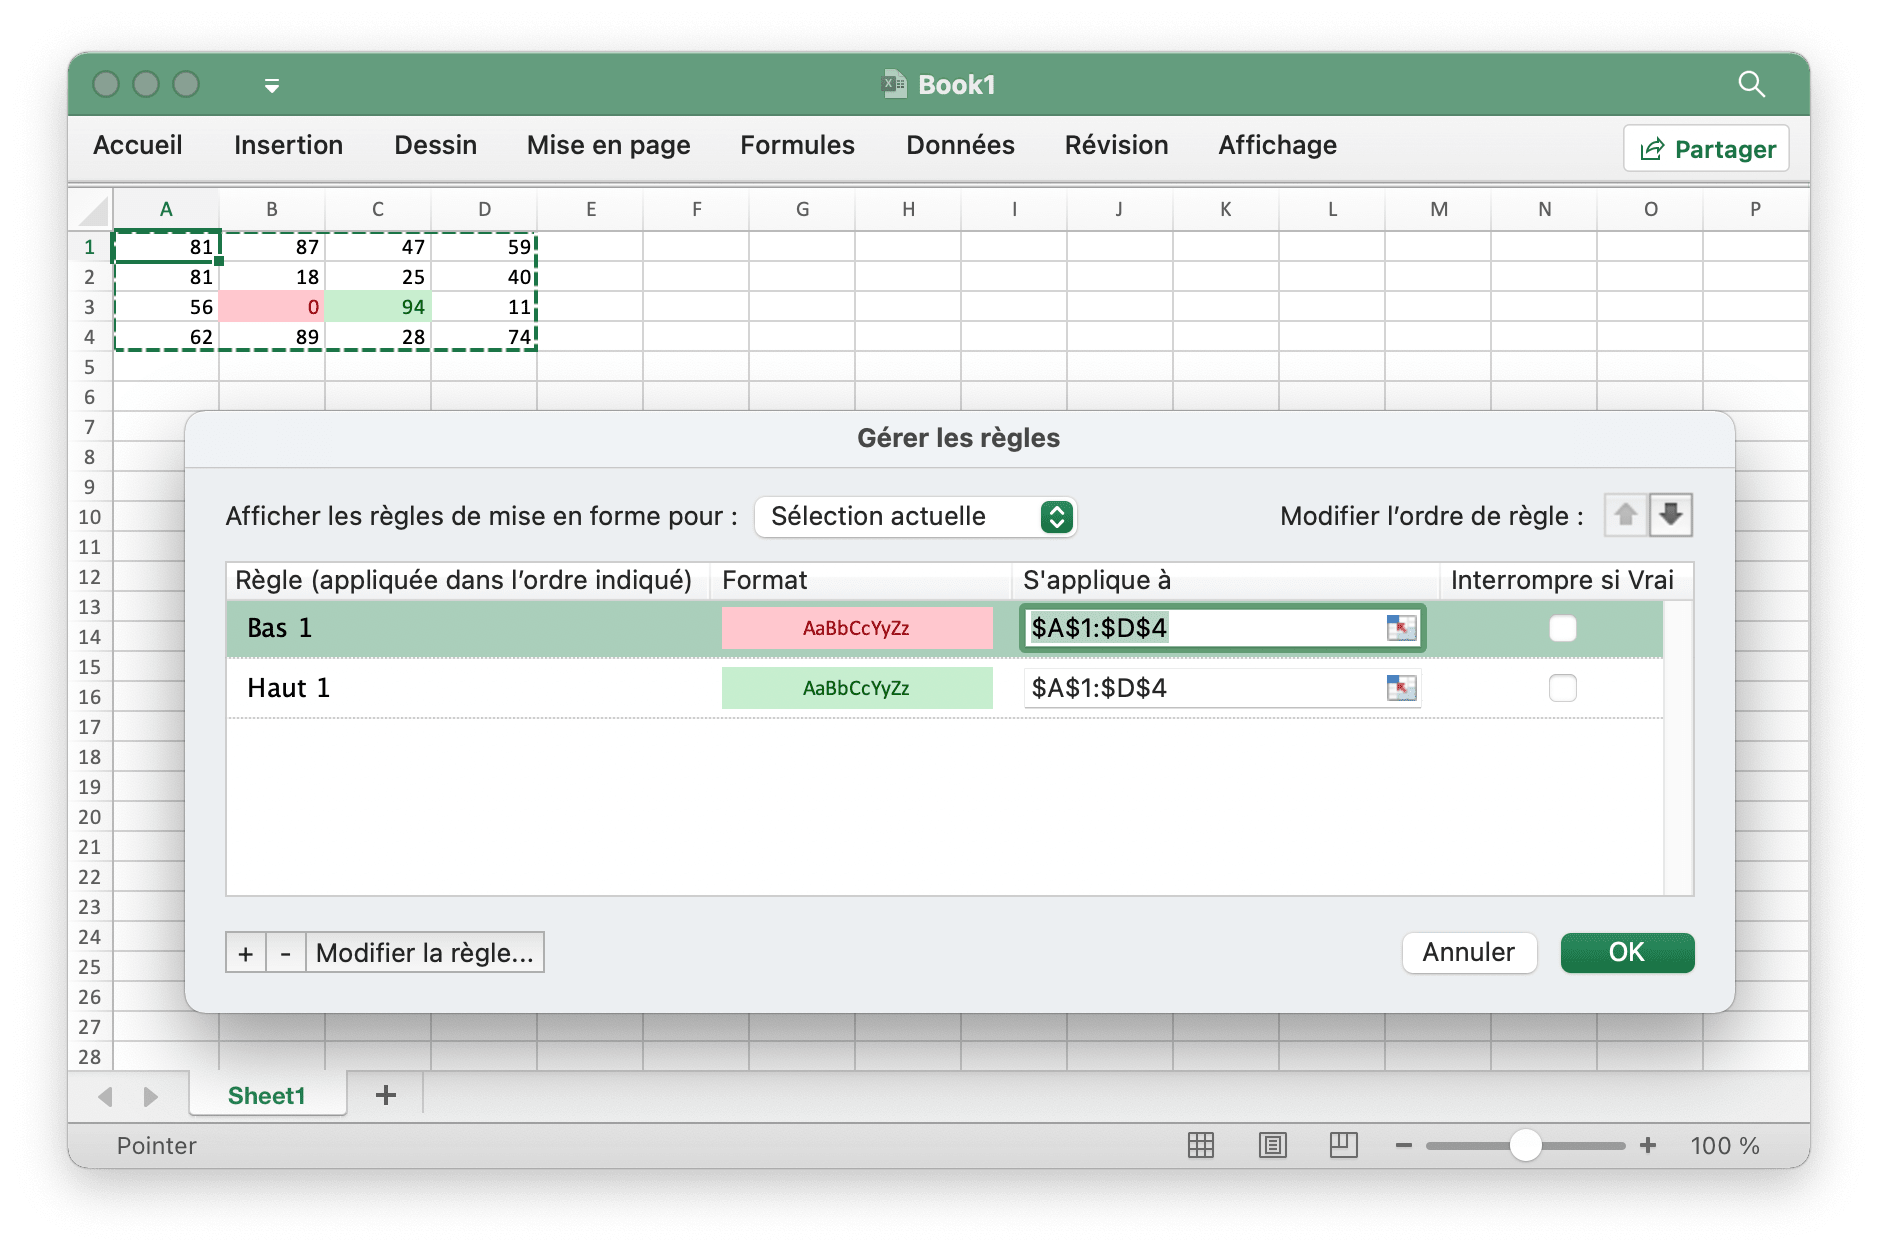 Book1
Accueil Insertion Dessin Mise en page Formules Données Révision Affichage Partager
A B C D E F G H I J K L M N O P
1 81 87 47 59
2 81 18 25 40
3 56 0 94 11
4 62 89 28 74
5
6
7
Gérer les règles
8
9
10 Afficher les règles de mise en forme pour : Sélection actuelle Modifier l’ordre de règle :
11
12 Règle (appliquée dans l’ordre indiqué) Format S'applique à Interrompre si Vrai
13
14 Bas 1 AaBbCcYyZz $A$1:$D$4
15
16 Haut 1 AaBbCcYyZz $A$1:$D$4
17
18
19
20
21
22
23
24
25 + - Modifier la règle... Annuler OK
26
27
28
Sheet1 +
Pointer 100 %